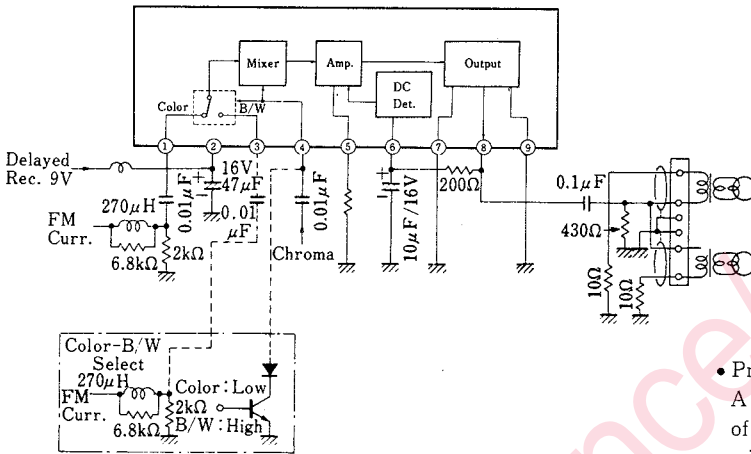 Mixer
Amp.
Output
DC
Det.
Color
B/W
1 2 3 4 5 6 7 8 9
Delayed
Rec. 9V
16V
47μF
0.01μF
0.01
μF
0.01μF
10μF/16V
200Ω
0.1μF
430Ω
10Ω
10Ω
270μH
FM
Curr.
6.8kΩ
2kΩ
Chroma
Color-B/W
Select
270μH
FM
Curr.
6.8kΩ
2kΩ
Color : Low
B/W : High
• Pr
A
of